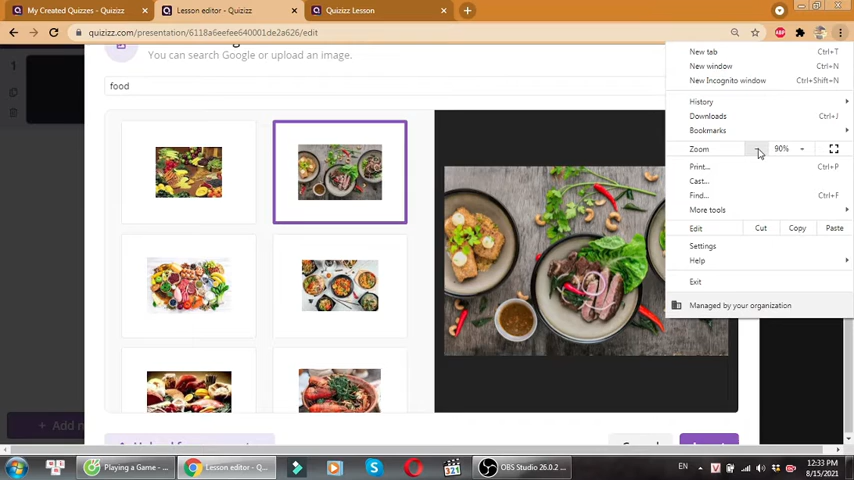 My Created Quizzes - Quizizz
Lesson editor - Quizizz
Quizizz Lesson
quizizz.com/presentation/6118a6eefee640001de2a626/edit
ABP
You can search Google or upload an image.
food
New tab Ctrl+T
New window Ctrl+N
New Incognito window Ctrl+Shift+N
History
Downloads Ctrl+J
Bookmarks
Zoom - 90%
Print... Ctrl+P
Cast...
Find... Ctrl+F
More tools
Edit Cut Copy Paste
Settings
Help
Exit
Managed by your organization
1
Playing a Game - ...
Lesson editor - Q...
321
OBS Studio 26.0.2 ...
EN
12:33 PM
8/15/2021